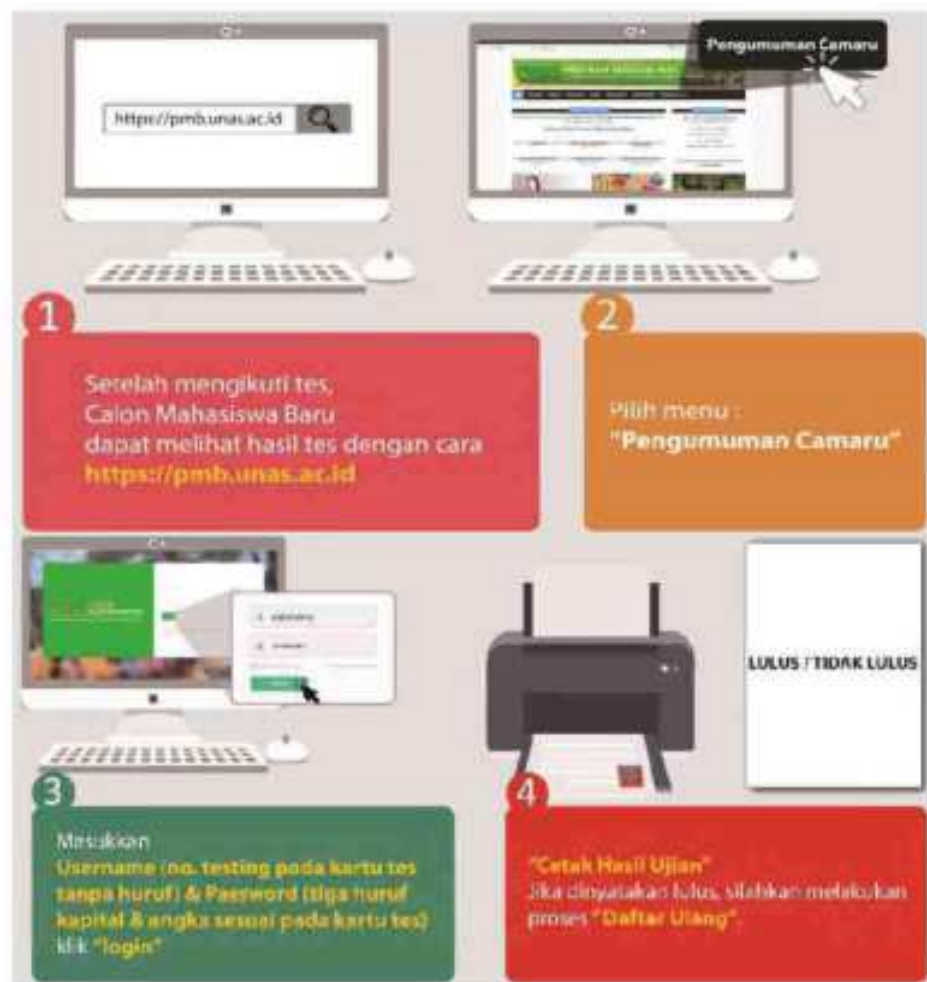 https://pmb.unas.ac.id
Pengumuman Camaru
1
Setelah mengikuti tes,
Calon Mahasiswa Baru
dapat melihat hasil tes dengan cara
https://pmb.unas.ac.id
2
Pilih menu :
"Pengumuman Camaru"
3
Masukkan
Username (no. testing pada kartu tes
tanpa huruf) & Password (tiga huruf
kapital & angka sesuai pada kartu tes)
klik "login"
LULUS / TIDAK LULUS
4
"Cetak Hasil Ujian"
Jika dinyatakan lulus, silahkan melakukan
proses "Daftar Ulang".